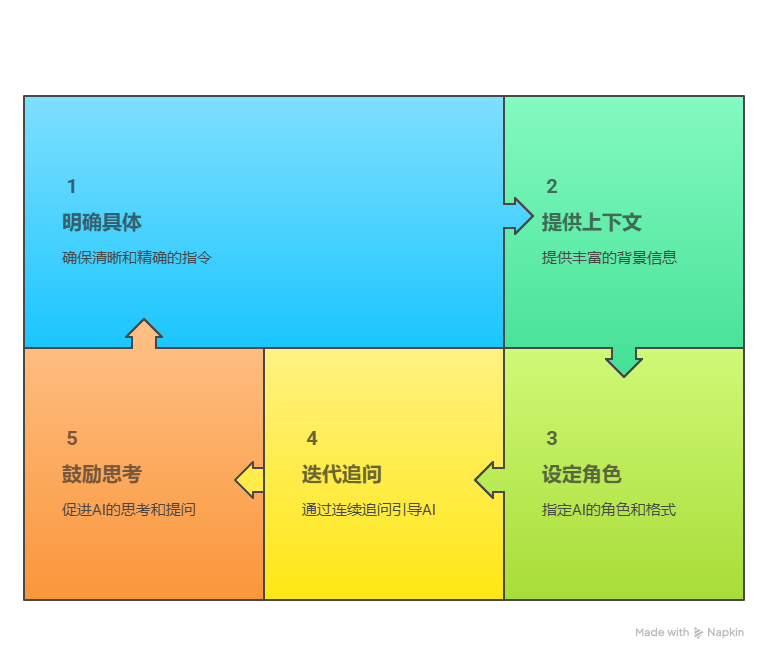 1
明确具体
确保清晰和精确的指令
2
提供上下文
提供丰富的背景信息
3
设定角色
指定AI的角色和格式
4
迭代追问
通过连续追问引导AI
5
鼓励思考
促进AI的思考和提问
Made with Napkin